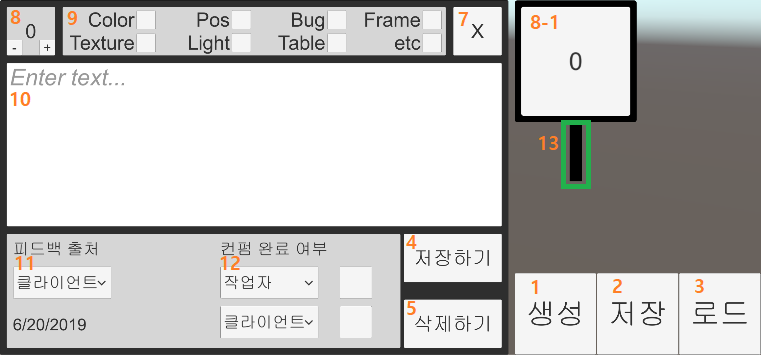 8 0 - +
9 Color Pos Bug Frame
Texture Light Table etc
7 X
8-1
0
Enter text...
10
13
피드백 출처
11 클라이언트
컨펌 완료 여부
12 작업자
클라이언트
6/20/2019
4 저장하기
5 삭제하기
1 생성
2 저장
3 로드